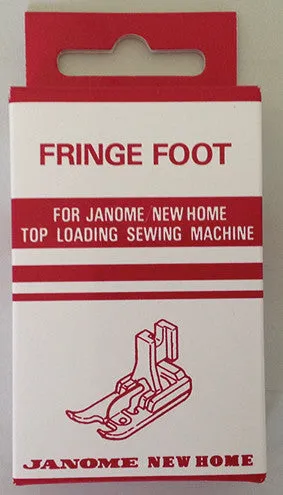 FRINGE FOOT
FOR JANOME/NEW HOME
TOP LOADING SEWING MACHINE
JANOME NEW HOME